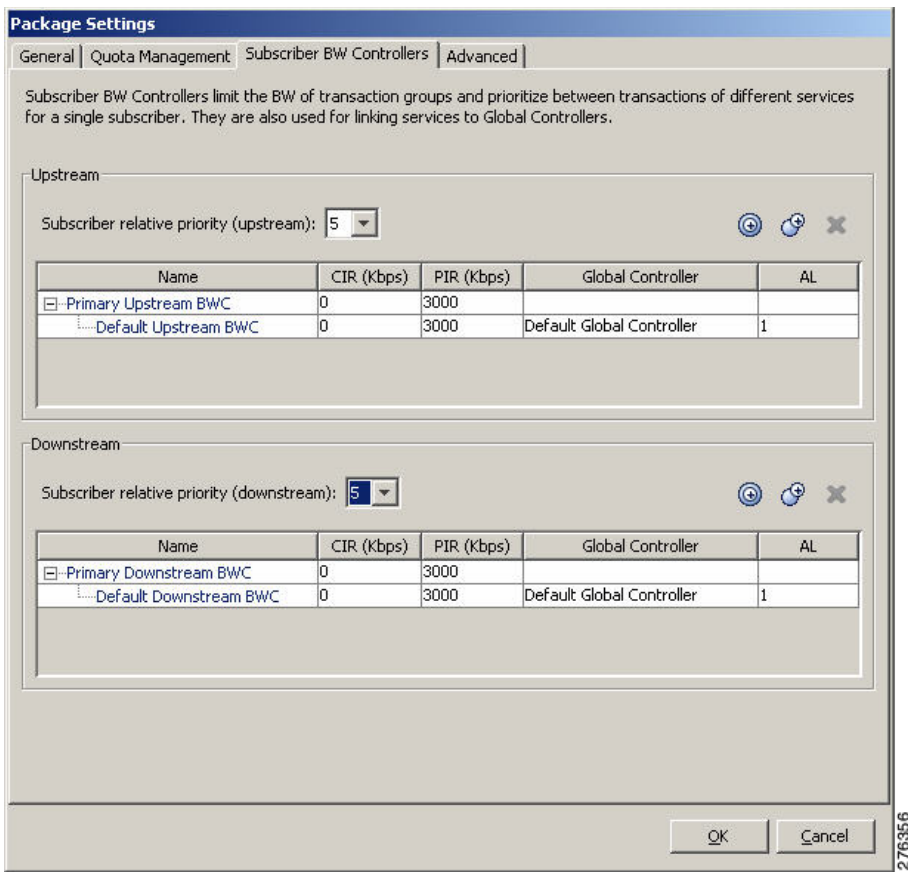 Package Settings
General Quota Management Subscriber BW Controllers Advanced
Subscriber BW Controllers limit the BW of transaction groups and prioritize between transactions of different services
for a single subscriber. They are also used for linking services to Global Controllers.
Upstream
Subscriber relative priority (upstream): 5
Name CIR (Kbps) PIR (Kbps) Global Controller AL
Primary Upstream BWC 0 3000
Default Upstream BWC 0 3000 Default Global Controller 1
Downstream
Subscriber relative priority (downstream): 5
Name CIR (Kbps) PIR (Kbps) Global Controller AL
Primary Downstream BWC 0 3000
Default Downstream BWC 0 3000 Default Global Controller 1
OK Cancel
276356